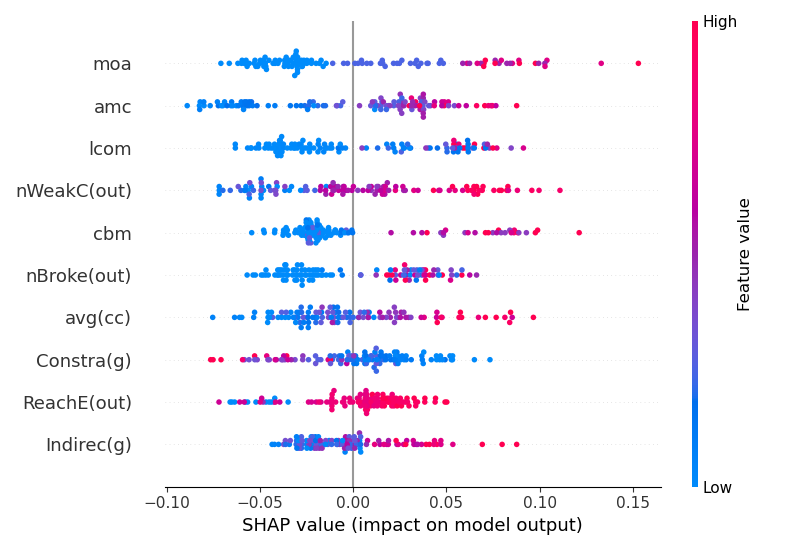 High
moa
amc
lcom
nWeakC(out)
cbm
nBroke(out)
avg(cc)
Constra(g)
ReachE(out)
Indirec(g)
Feature value
Low
−0.10 −0.05 0.00 0.05 0.10 0.15
SHAP value (impact on model output)